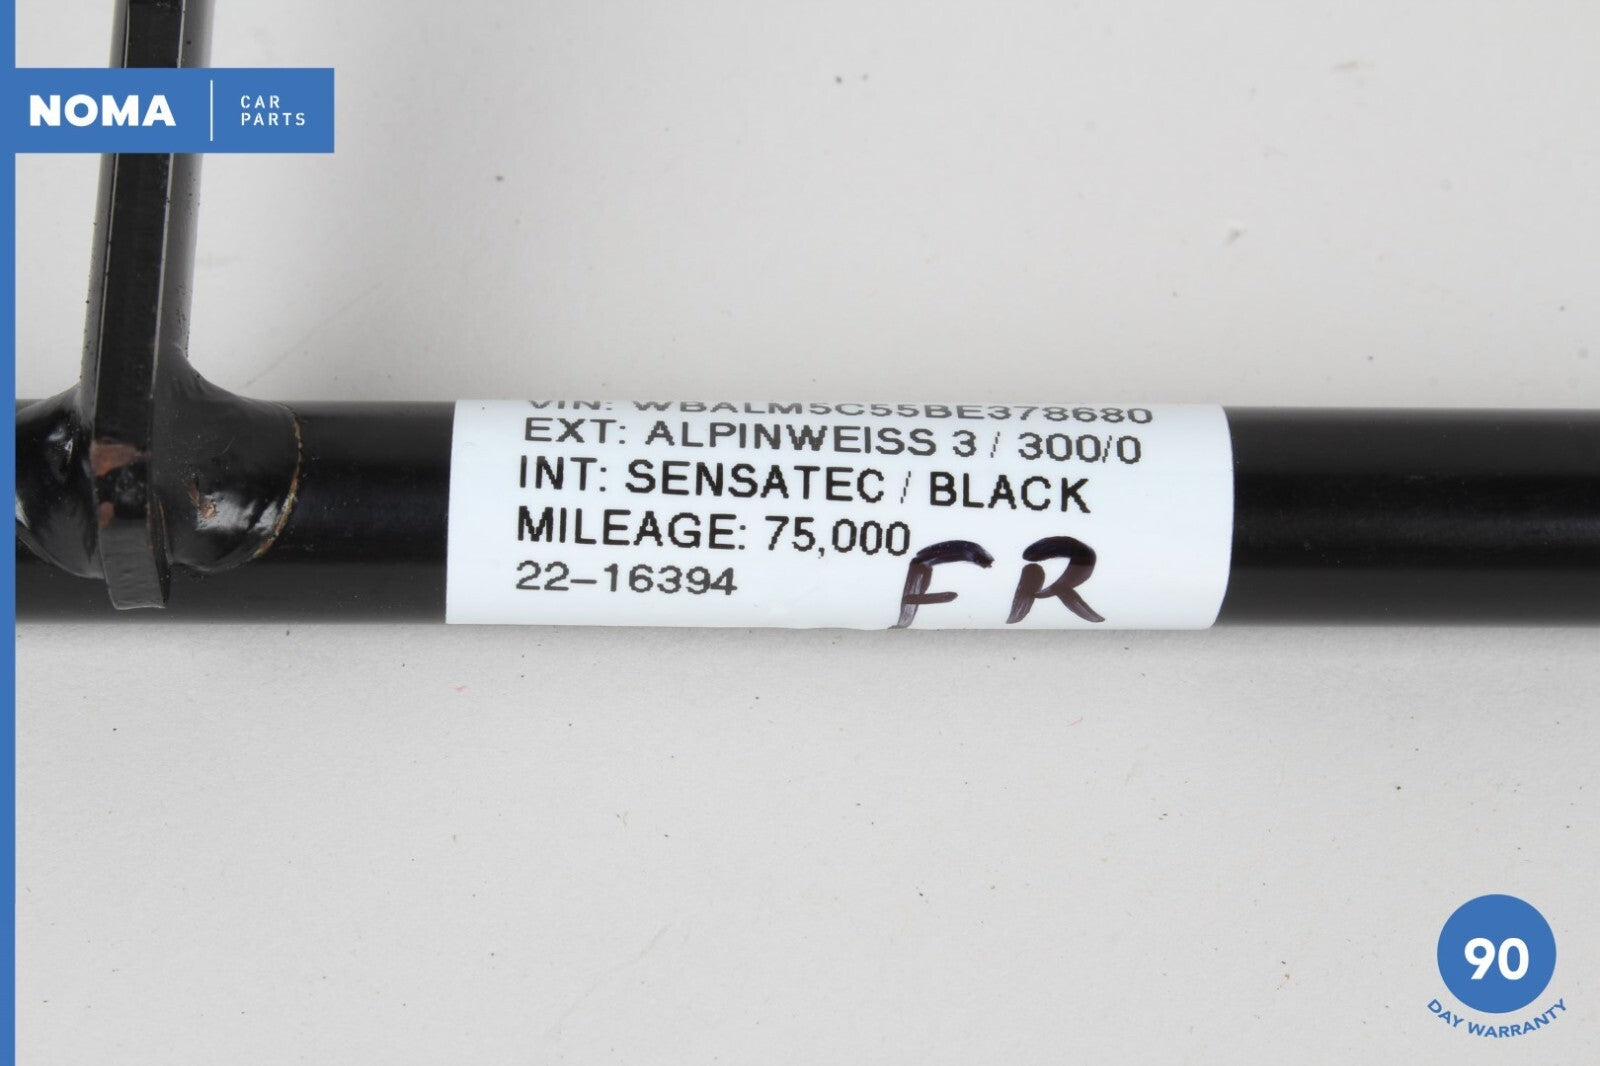 NOMA
CAR
PARTS
VIN: WBALM5C55BE378680
EXT: ALPINWEISS 3 / 300/0
INT: SENSATEC / BLACK
MILEAGE: 75,000
22-16394
FR
90
DAY WARRANTY